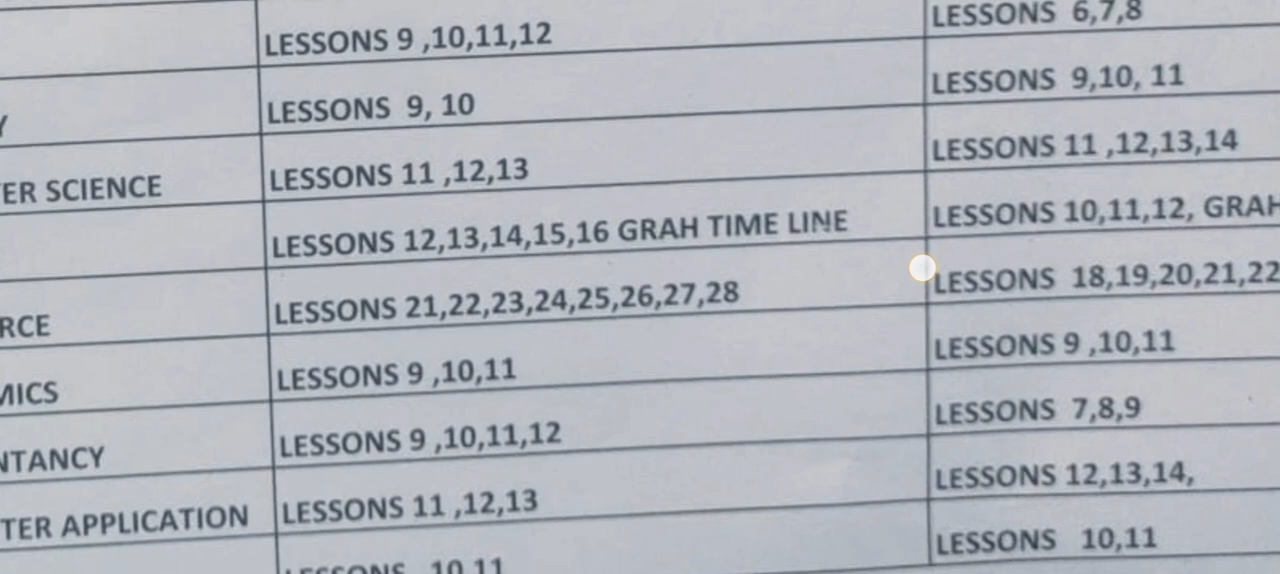 LESSONS 9 ,10,11,12 LESSONS 6,7,8
Y LESSONS 9, 10 LESSONS 9,10, 11
ER SCIENCE LESSONS 11 ,12,13 LESSONS 11 ,12,13,14
LESSONS 12,13,14,15,16 GRAH TIME LINE LESSONS 10,11,12, GRAH
RCE LESSONS 21,22,23,24,25,26,27,28 LESSONS 18,19,20,21,22
MICS LESSONS 9 ,10,11 LESSONS 9 ,10,11
NTANCY LESSONS 9 ,10,11,12 LESSONS 7,8,9
TER APPLICATION LESSONS 11 ,12,13 LESSONS 12,13,14,
LESSONS 10,11 LESSONS 10,11